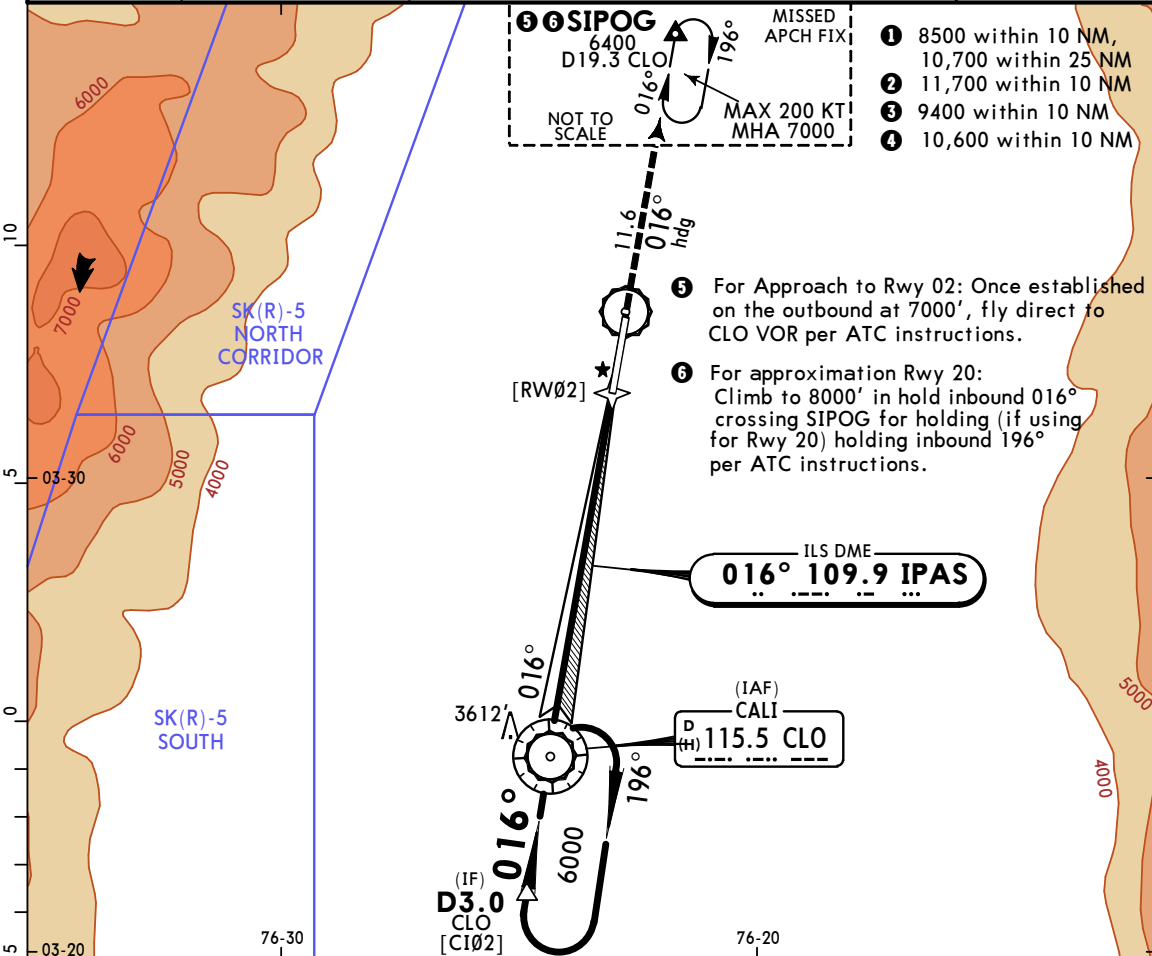 ❺ ❻ SIPOG
6400
D19.3 CLO
MISSED
APCH FIX
196°
016°
MAX 200 KT
MHA 7000
NOT TO
SCALE
❶ 8500 within 10 NM,
10,700 within 25 NM
❷ 11,700 within 10 NM
❸ 9400 within 10 NM
❹ 10,600 within 10 NM
6000
10
11.6
016°
hdg
7000
SK(R)-5
NORTH
CORRIDOR
❺ For Approach to Rwy 02: Once established
on the outbound at 7000', fly direct to
CLO VOR per ATC instructions.
[RWØ2]
❻ For approximation Rwy 20:
Climb to 8000' in hold inbound 016°
crossing SIPOG for holding (if using
for Rwy 20) holding inbound 196°
per ATC instructions.
6000
5000
4000
5
03-30
ILS DME
016° 109.9 IPAS
016°
3612'
(IAF)
CALI
D
(H) 115.5 CLO
0
SK(R)-5
SOUTH
5000
4000
196°
016°
6000
(IF)
D3.0
CLO
[CIØ2]
5
03-20
76-30
76-20